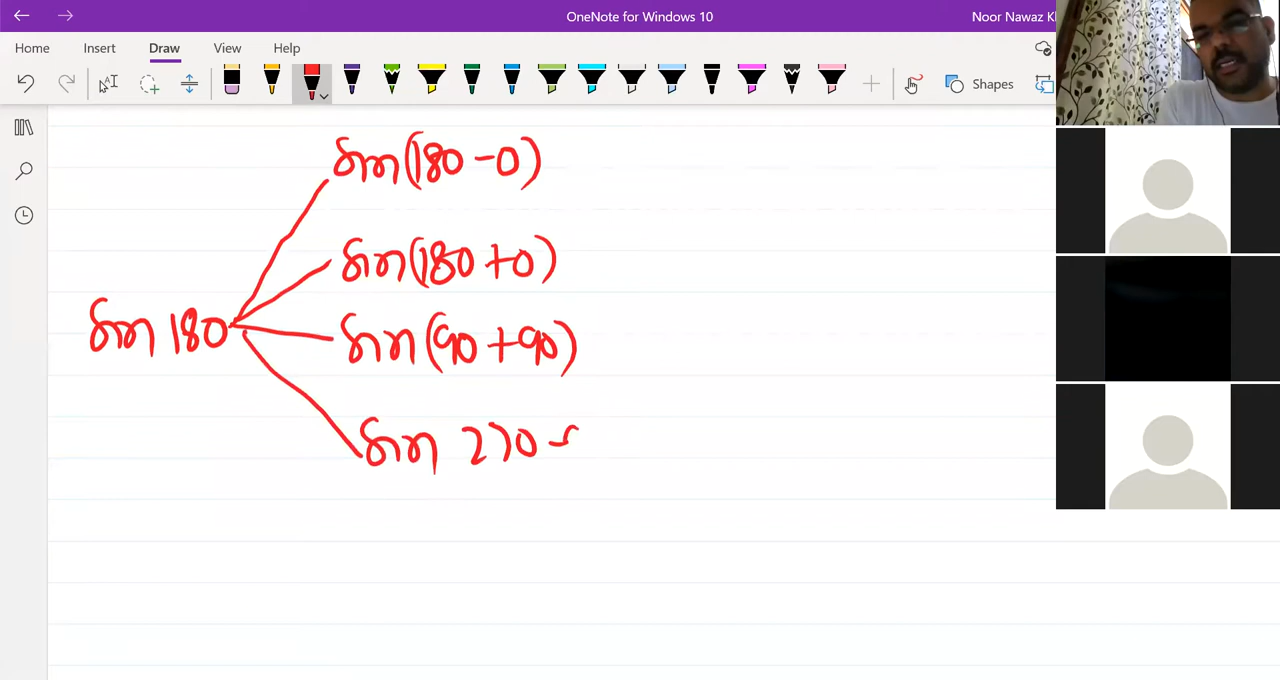 OneNote for Windows 10
Noor Nawaz Kh
Home Insert Draw View Help
Shapes
sin(180-0)
sin(180+0)
sin 180
sin(90+90)
sin 270 -